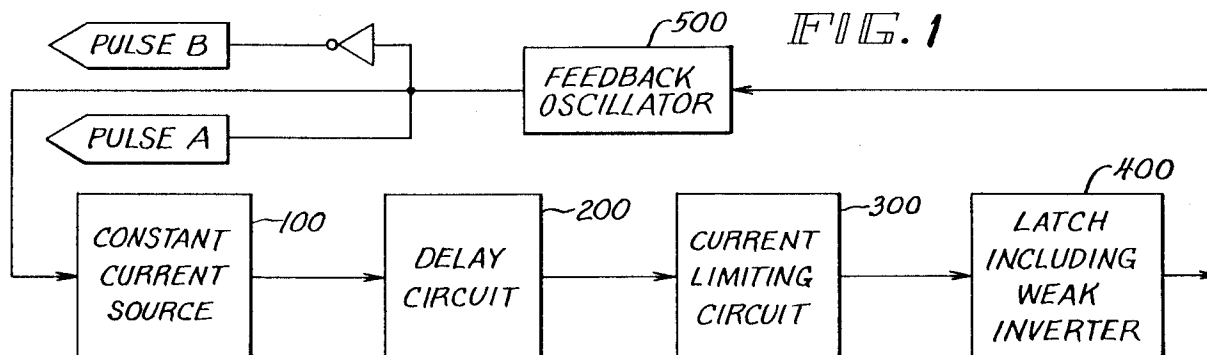 FIG. 1
PULSE B
500
FEEDBACK
OSCILLATOR
PULSE A
100
CONSTANT
CURRENT
SOURCE
200
DELAY
CIRCUIT
300
CURRENT
LIMITING
CIRCUIT
400
LATCH
INCLUDING
WEAK
INVERTER